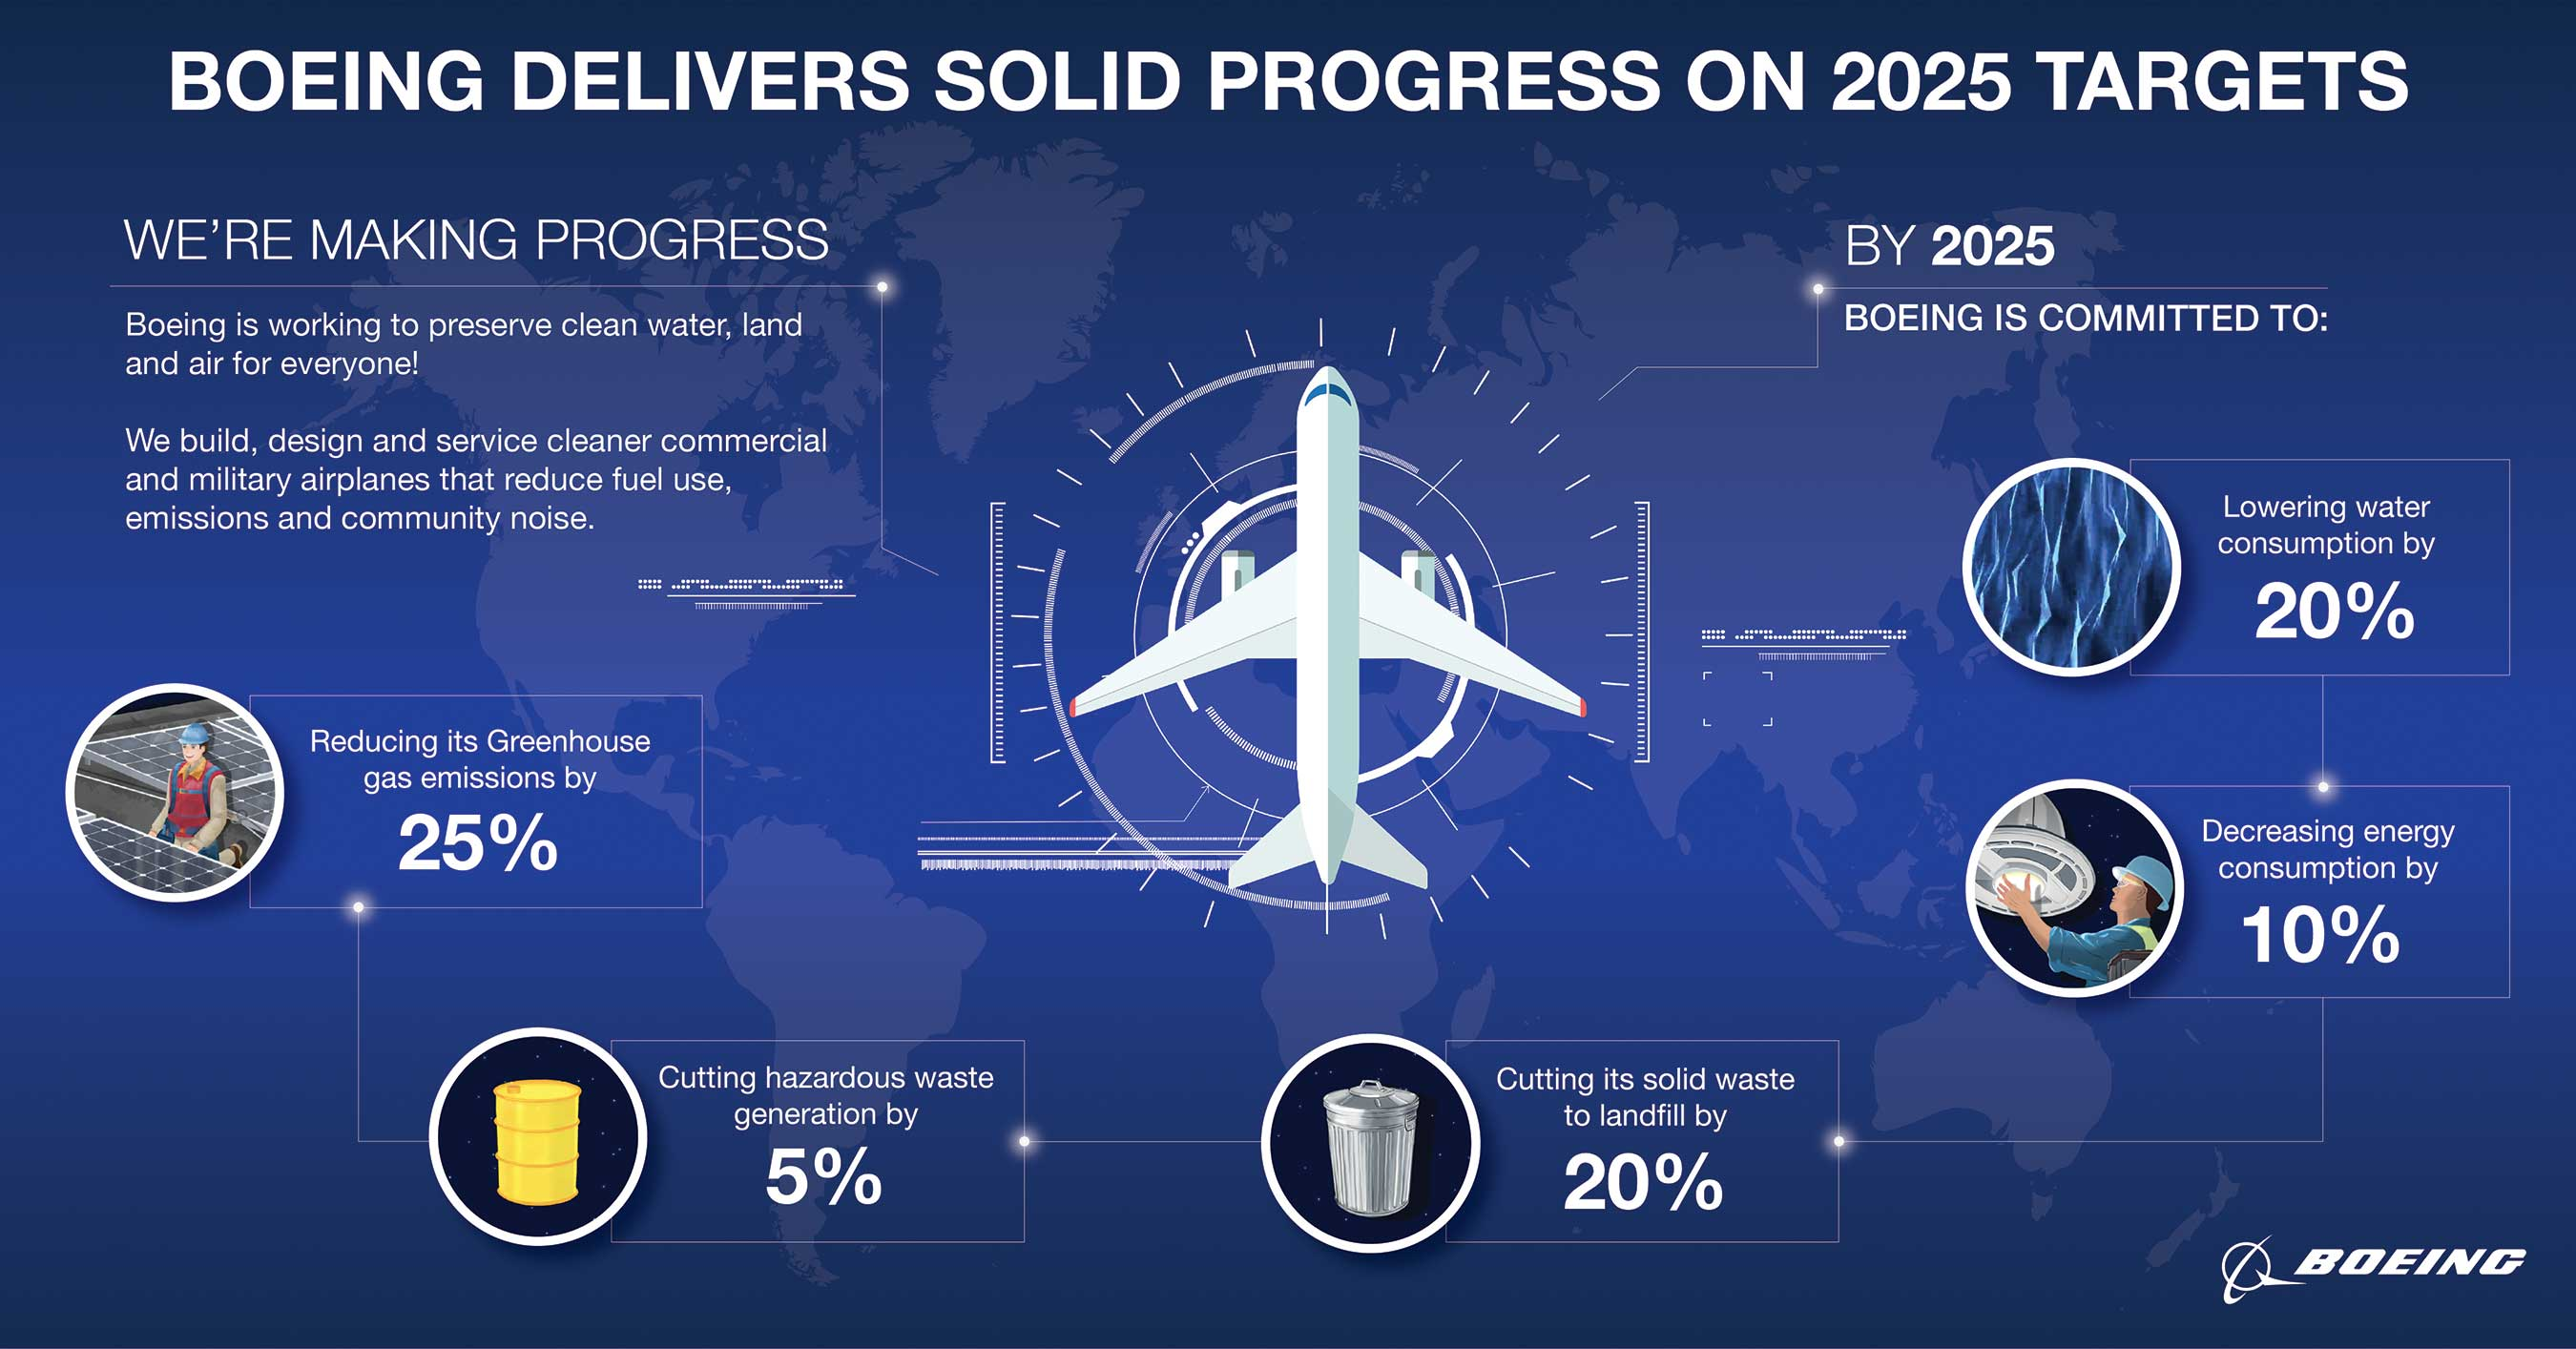 BOEING DELIVERS SOLID PROGRESS ON 2025 TARGETS
WE’RE MAKING PROGRESS
Boeing is working to preserve clean water, land
and air for everyone!
We build, design and service cleaner commercial
and military airplanes that reduce fuel use,
emissions and community noise.
BY 2025
BOEING IS COMMITTED TO:
Lowering water
consumption by
20%
Decreasing energy
consumption by
10%
Cutting its solid waste
to landfill by
20%
Cutting hazardous waste
generation by
5%
Reducing its Greenhouse
gas emissions by
25%
BOEING